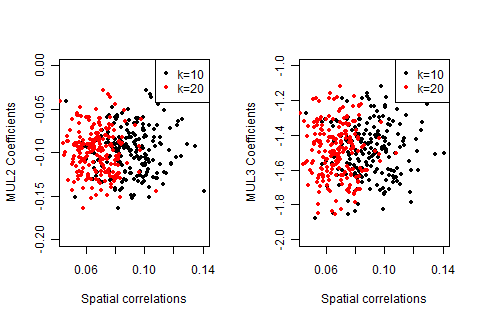 k=10
k=20
0.00
-0.05
-0.10
-0.15
-0.20
MUL2 Coefficients
0.06
0.10
0.14
Spatial correlations
k=10
k=20
-1.0
-1.2
-1.4
-1.6
-1.8
-2.0
MUL3 Coefficients
0.06
0.10
0.14
Spatial correlations